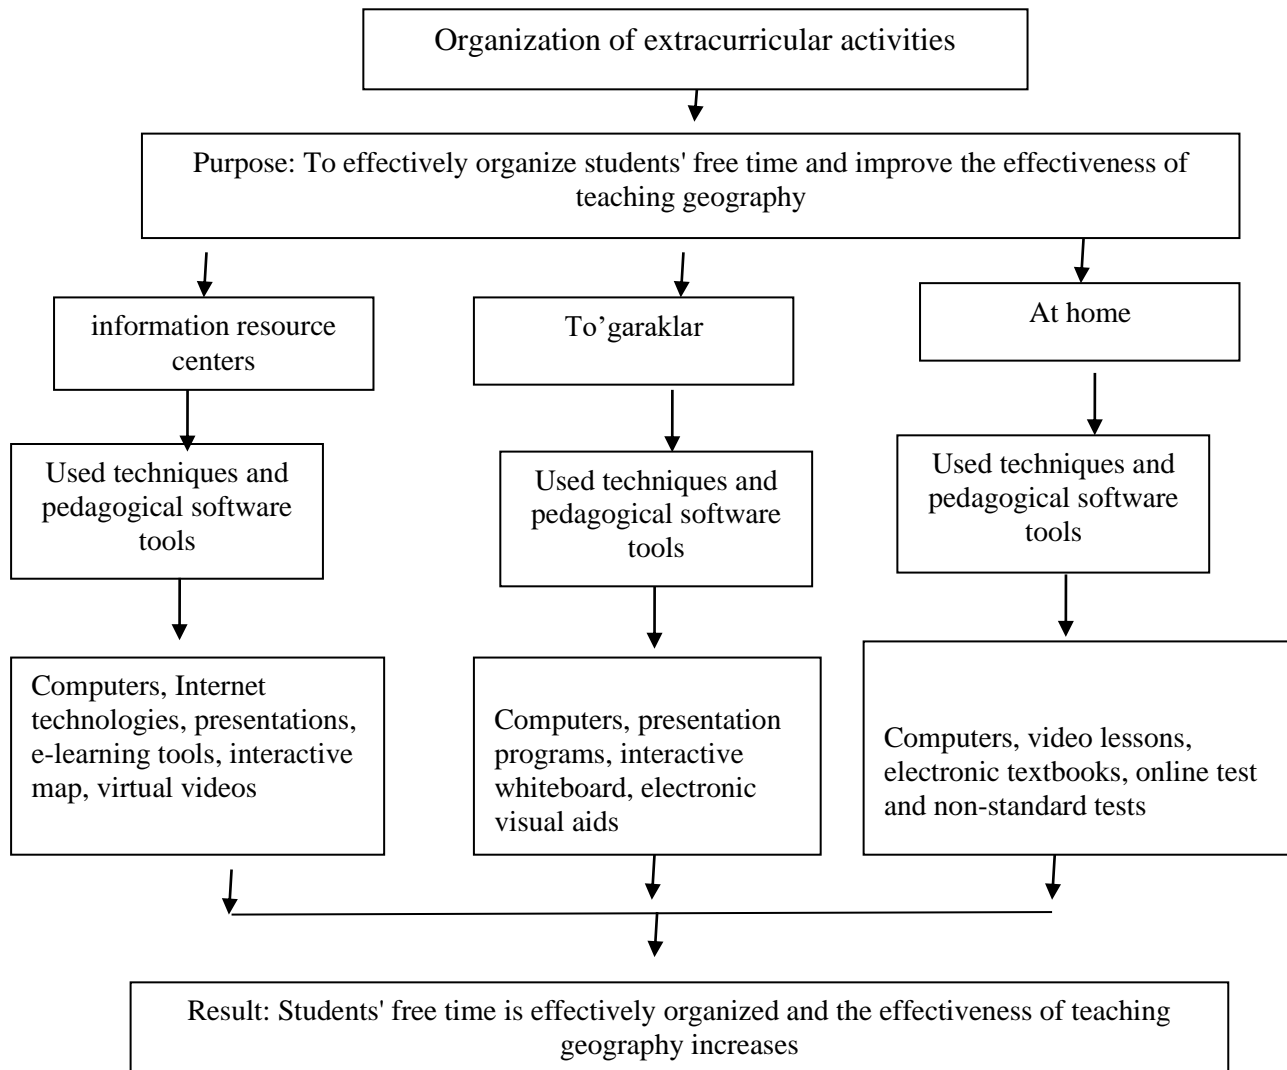 Organization of extracurricular activities
Purpose: To effectively organize students' free time and improve the effectiveness of
teaching geography
information resource
centers
To’garaklar
At home
Used techniques and
pedagogical software
tools
Used techniques and
pedagogical software
tools
Used techniques and
pedagogical software
tools
Computers, Internet
technologies, presentations,
e-learning tools, interactive
map, virtual videos
Computers, presentation
programs, interactive
whiteboard, electronic
visual aids
Computers, video lessons,
electronic textbooks, online test
and non-standard tests
Result: Students' free time is effectively organized and the effectiveness of teaching
geography increases